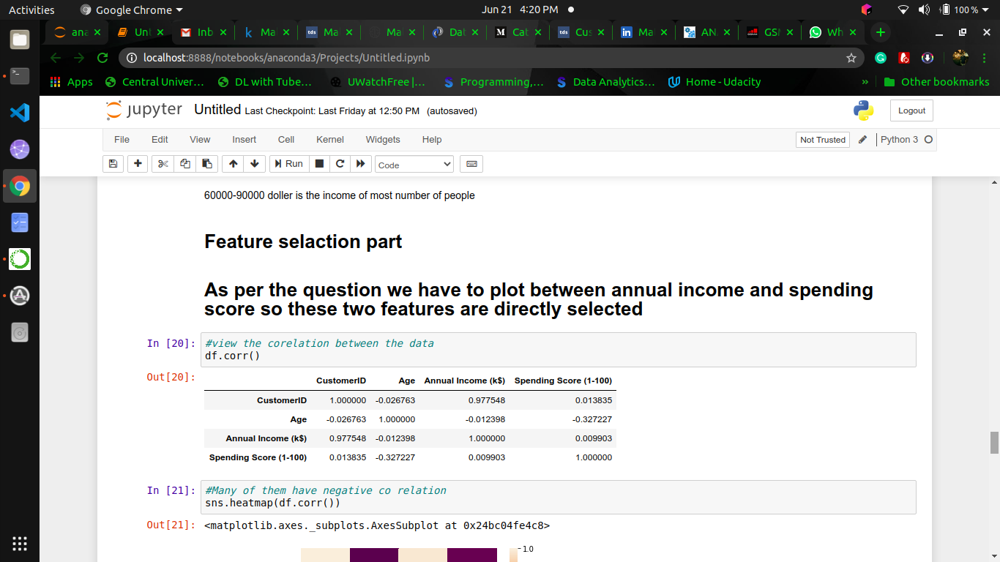 Activities Google Chrome Jun 21 4:20 PM 100 %
ana Unt Inb Ma Ma Ma Dat Cat Cus Ma AN. GSM Wh
localhost:8888/notebooks/anaconda3/Projects/Untitled.ipynb
Apps Central Univer… DL with Tube… UWatchFree |… Programming,… Data Analytics… Home - Udacity » Other bookmarks
jupyter Untitled Last Checkpoint: Last Friday at 12:50 PM (autosaved) Logout
File Edit View Insert Cell Kernel Widgets Help Not Trusted Python 3
Run Code
60000-90000 doller is the income of most number of people
Feature selaction part
As per the question we have to plot between annual income and spending
score so these two features are directly selected
In [20]: #view the corelation between the data
df.corr()
Out[20]:
CustomerID Age Annual Income (k$) Spending Score (1-100)
CustomerID 1.000000 -0.026763 0.977548 0.013835
Age -0.026763 1.000000 -0.012398 -0.327227
Annual Income (k$) 0.977548 -0.012398 1.000000 0.009903
Spending Score (1-100) 0.013835 -0.327227 0.009903 1.000000
In [21]: #Many of them have negative co relation
sns.heatmap(df.corr())
Out[21]: <matplotlib.axes._subplots.AxesSubplot at 0x24bc04fe4c8>
1.0